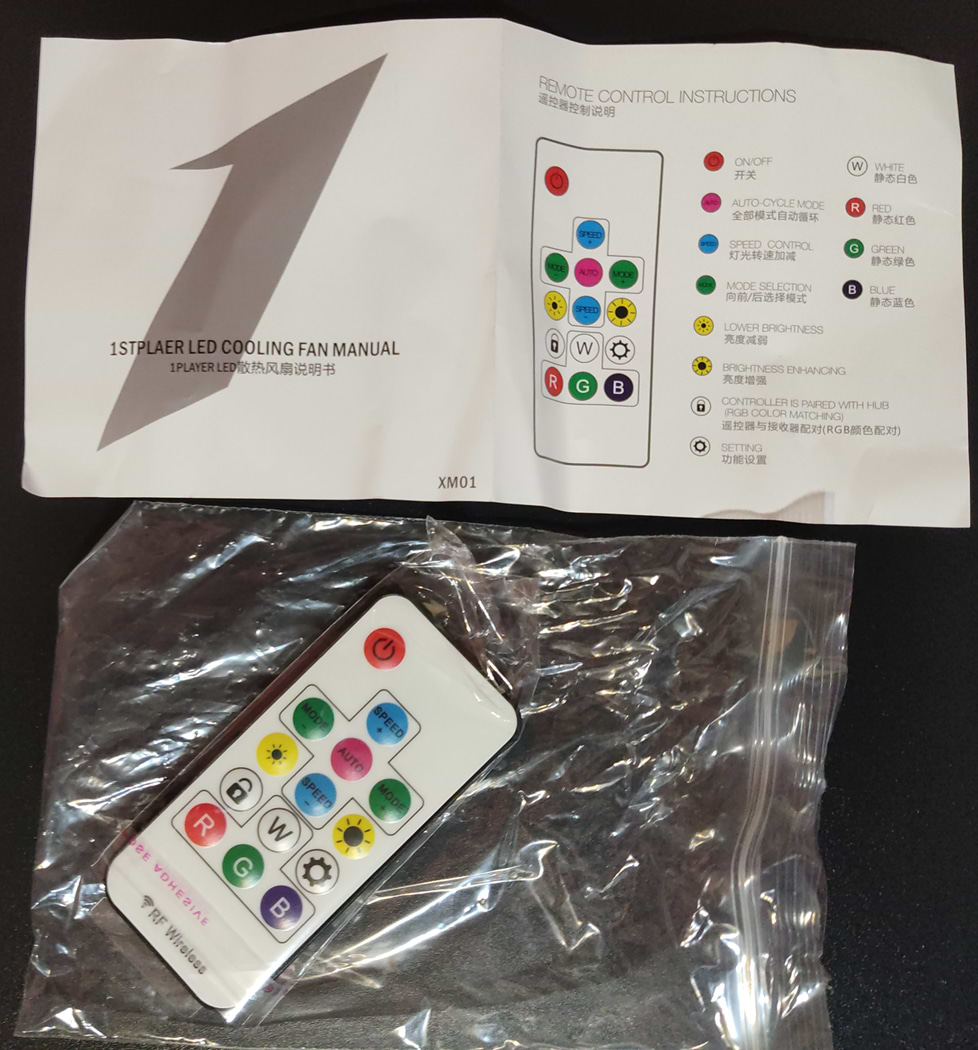 1STPLAER LED COOLING FAN MANUAL
1PLAYER LED散热风扇说明书
XM01
REMOTE CONTROL INSTRUCTIONS
遥控器控制说明
SPEED
+
MODE
-
AUTO
MODE
+
SPEED
-
W
R
G
B
ON/OFF
开关
AUTO
AUTO-CYCLE MODE
全部模式自动循环
SPEED
SPEED CONTROL
灯光转速加减
MODE
MODE SELECTION
向前/后选择模式
LOWER BRIGHTNESS
亮度减弱
BRIGHTNESS ENHANCING
亮度增强
CONTROLLER IS PAIRED WITH HUB
(RGB COLOR MATCHING)
遥控器与接收器配对(RGB颜色配对)
SETTING
功能设置
W
WHITE
静态白色
R
RED
静态红色
G
GREEN
静态绿色
B
BLUE
静态蓝色
MODE
-
SPEED
+
AUTO
SPEED
-
MODE
+
R
W
G
B
ADHESIVE
RF Wireless